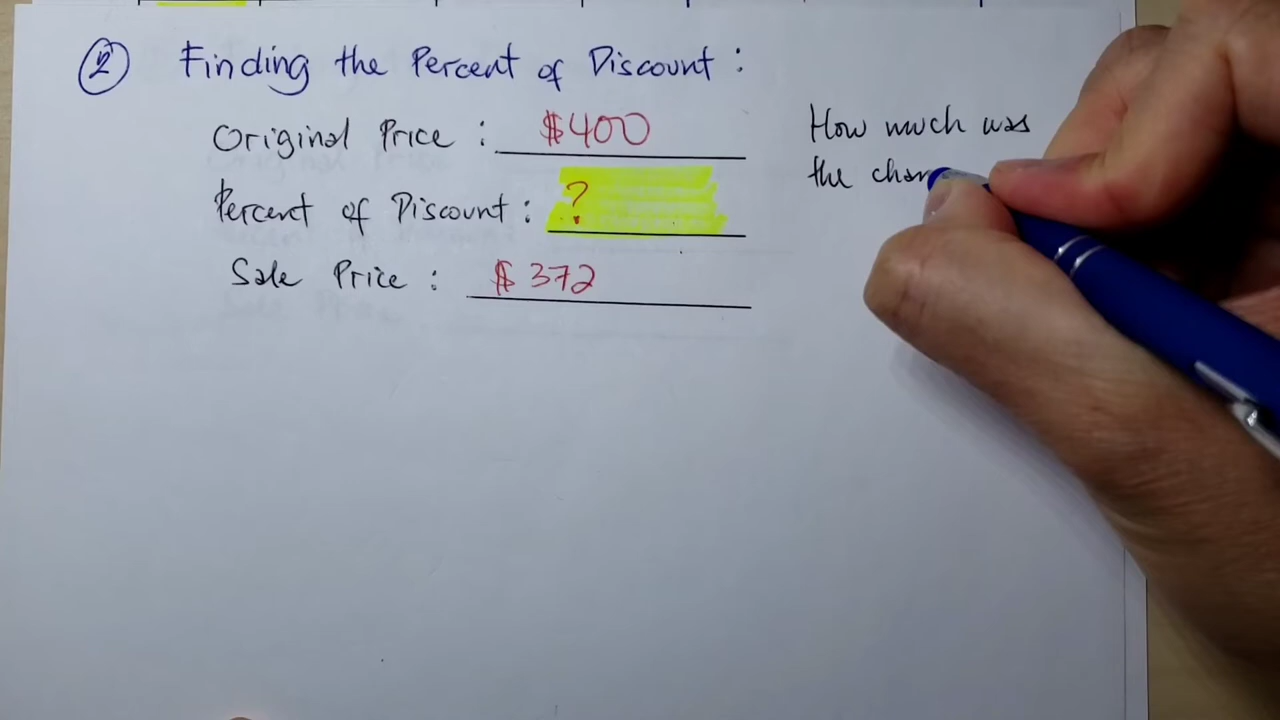 2 Finding the Percent of Discount :
Original Price : $400
Percent of Discount : ?
Sale Price : $372
How much was
the chan